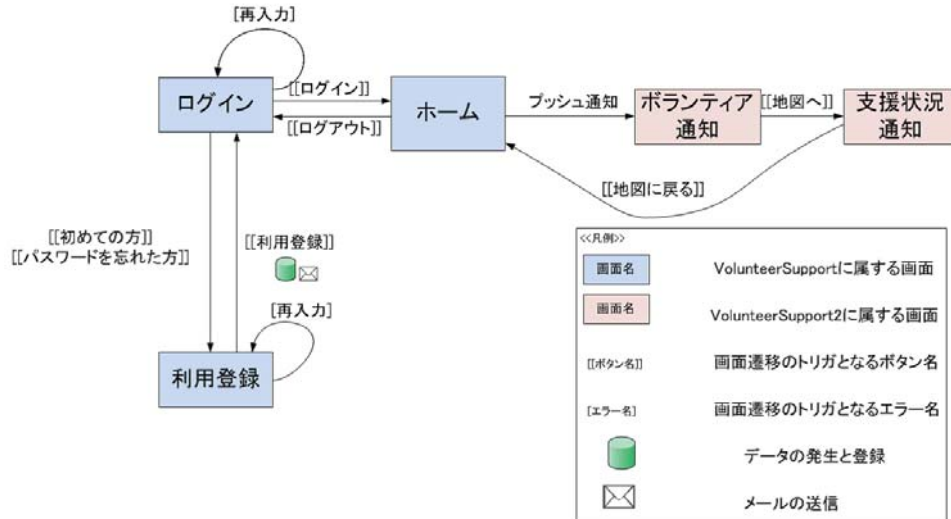 [再入力]
ログイン
[[ログイン]]
[[ログアウト]]
ホーム
プッシュ通知
ボランティア
通知
[[地図へ]]
支援状況
通知
[[地図に戻る]]
[[初めての方]]
[[パスワードを忘れた方]]
[[利用登録]]
[再入力]
利用登録
<<凡例>>
画面名
VolunteerSupportに属する画面
画面名
VolunteerSupport2に属する画面
[[ボタン名]]
画面遷移のトリガとなるボタン名
[エラー名]
画面遷移のトリガとなるエラー名
データの発生と登録
メールの送信